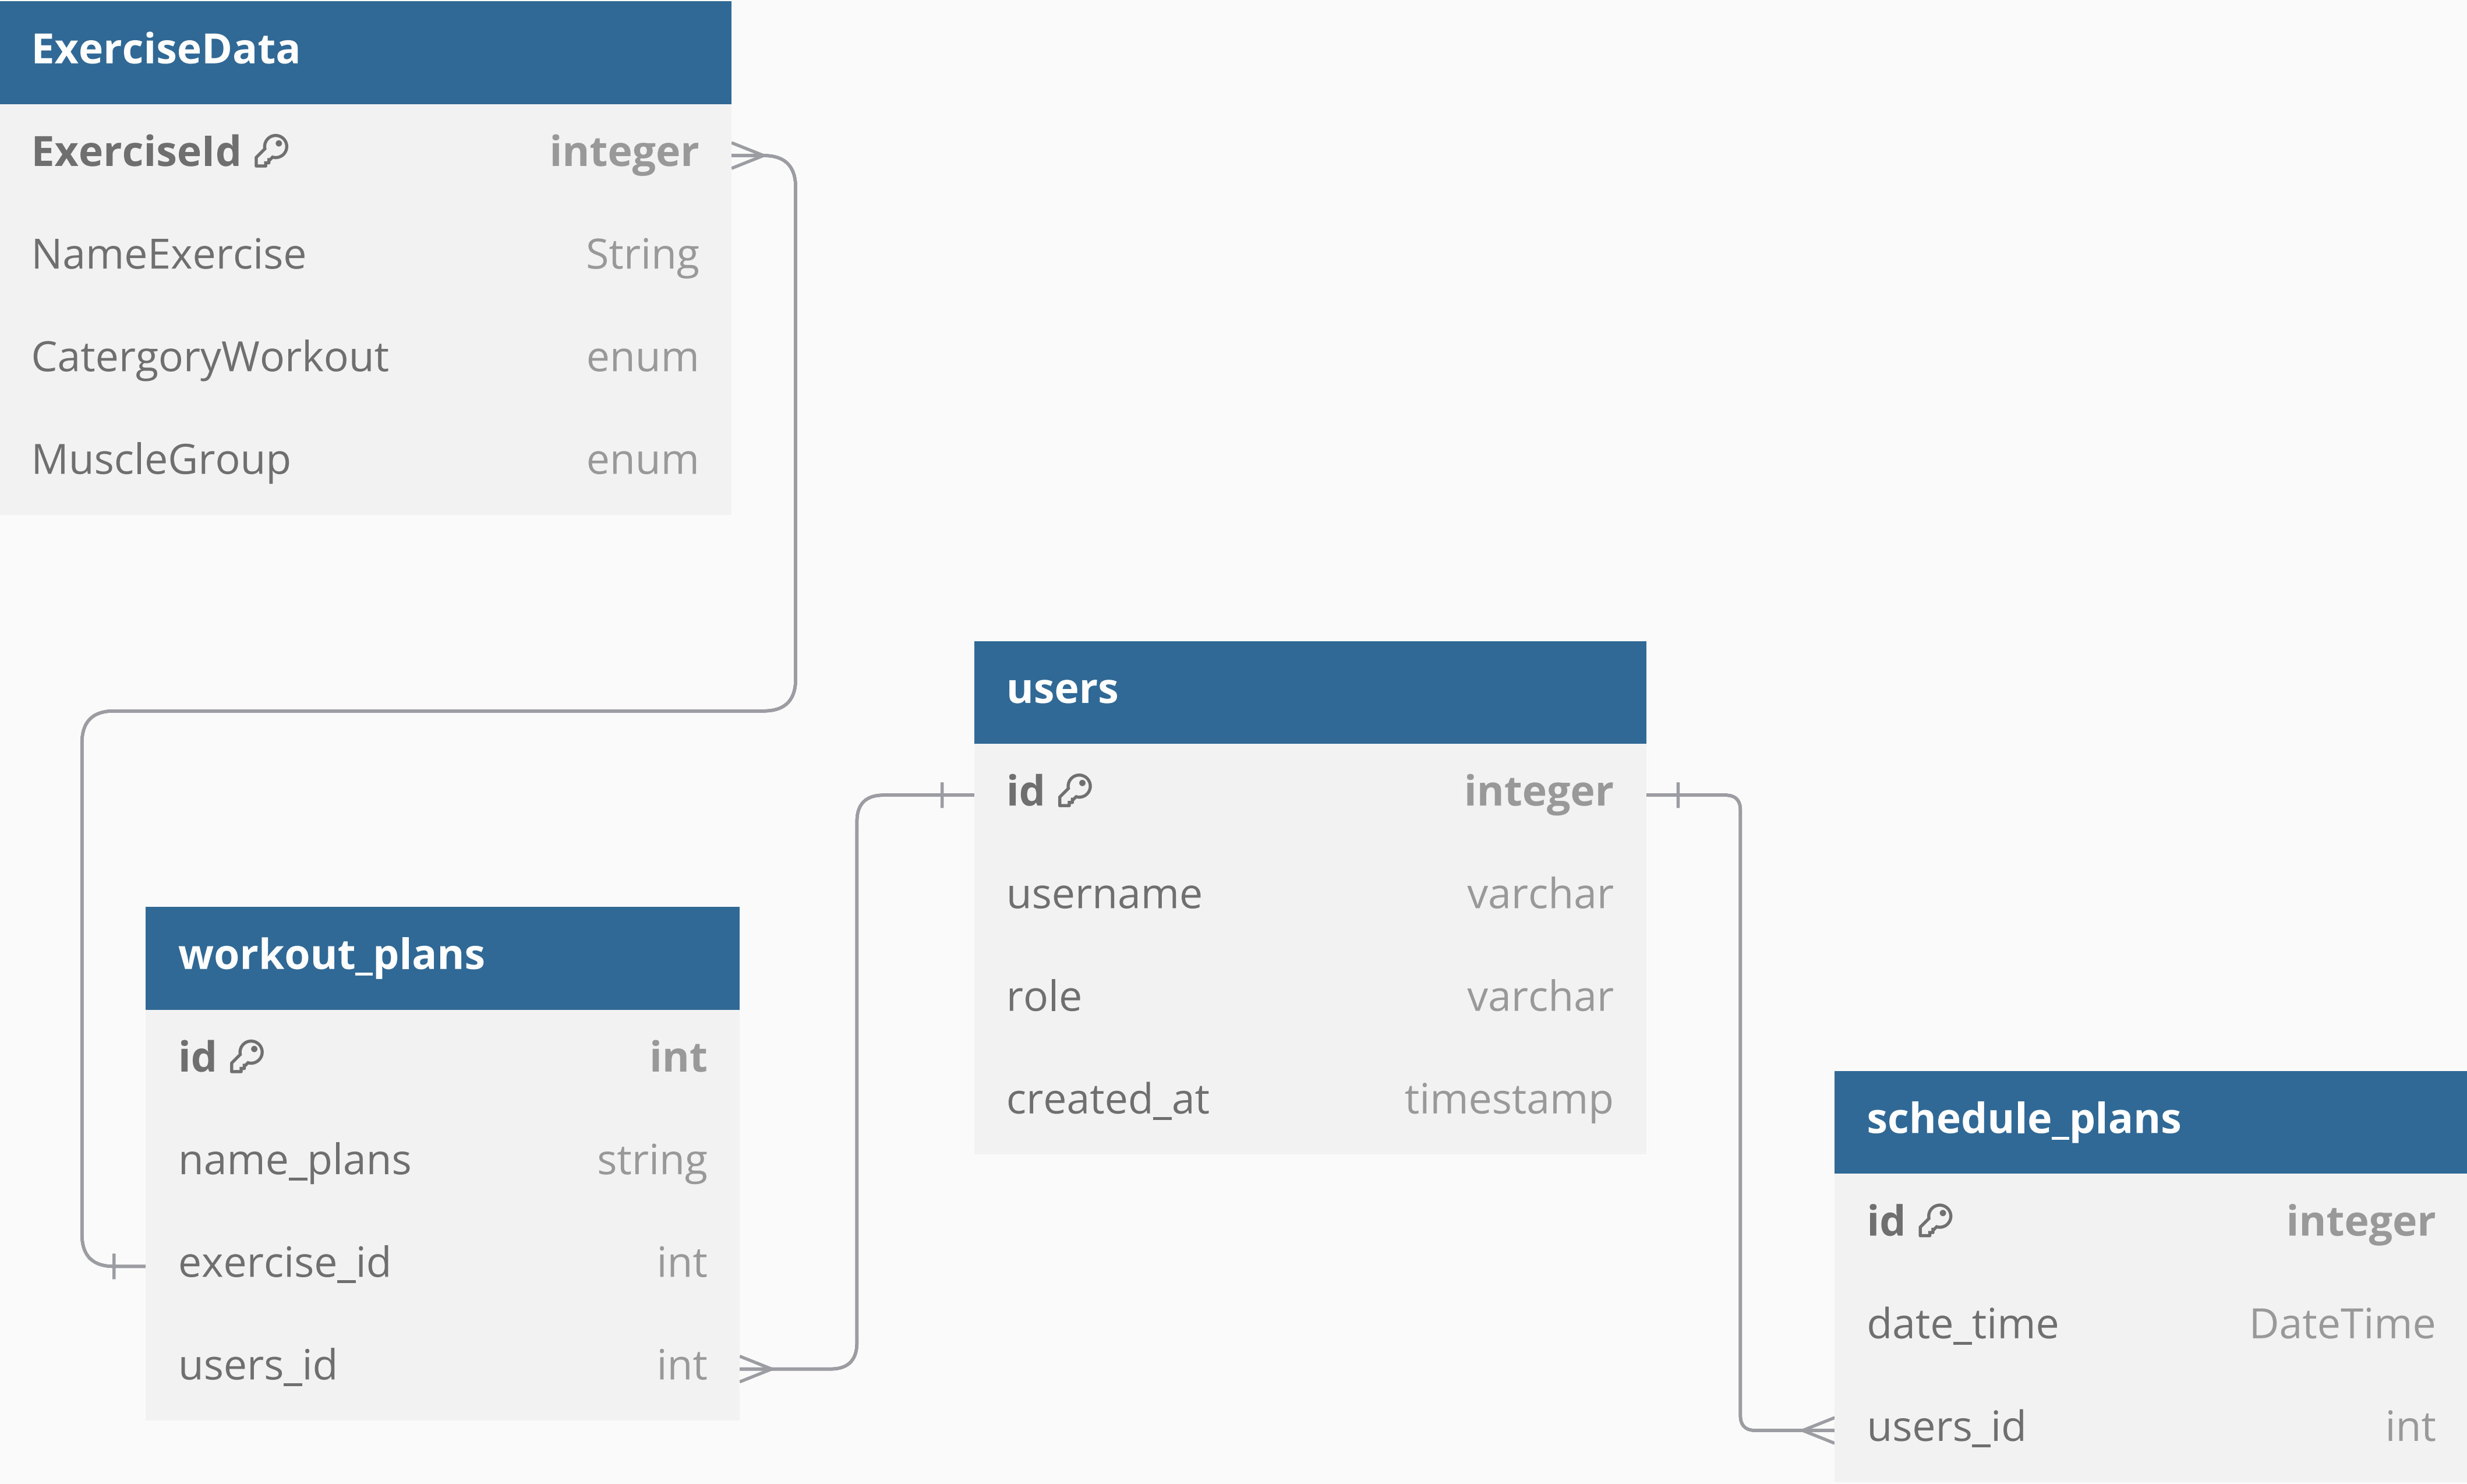 ExerciseData
ExerciseId integer
NameExercise String
CatergoryWorkout enum
MuscleGroup enum
users
id integer
username varchar
role varchar
created_at timestamp
workout_plans
id int
name_plans string
exercise_id int
users_id int
schedule_plans
id integer
date_time DateTime
users_id int